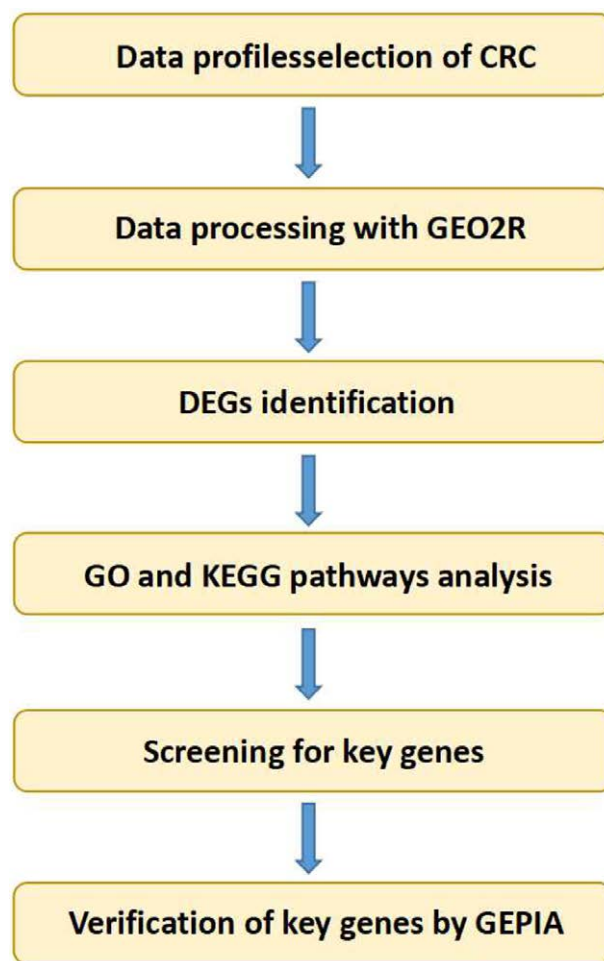 Data profilesselection of CRC
Data processing with GEO2R
DEGs identification
GO and KEGG pathways analysis
Screening for key genes
Verification of key genes by GEPIA